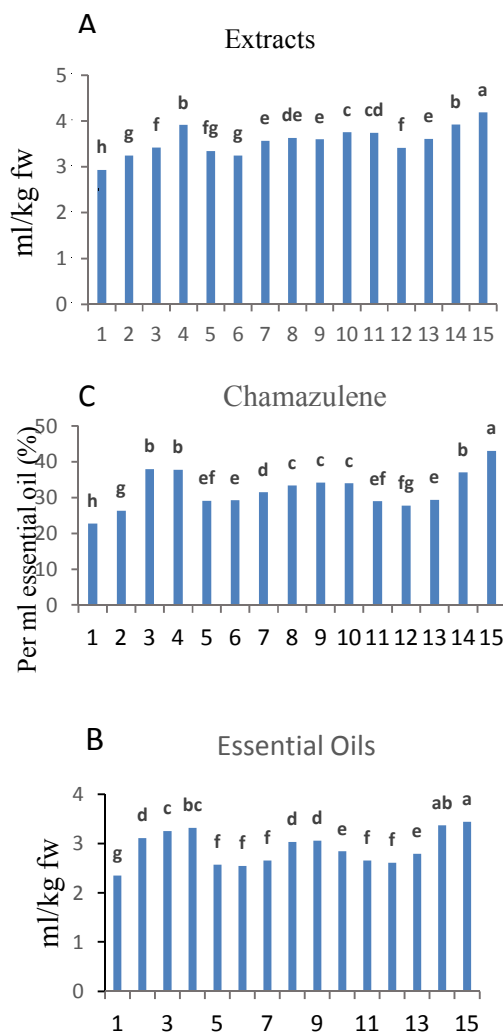 A
Extracts
ml/kg fw
5
4
3
2
1
0
h g f b fg g e de e c cd f e b a
1 2 3 4 5 6 7 8 9 10 11 12 13 14 15
C
Chamazulene
Per ml essential oil (%)
50
40
30
20
10
0
h g b b ef e d c c c ef fg e b a
1 2 3 4 5 6 7 8 9 10 11 12 13 14 15
B
Essential Oils
ml/kg fw
4
3
2
1
0
g d c bc f f f d d e f f e ab a
1 3 5 7 9 11 13 15